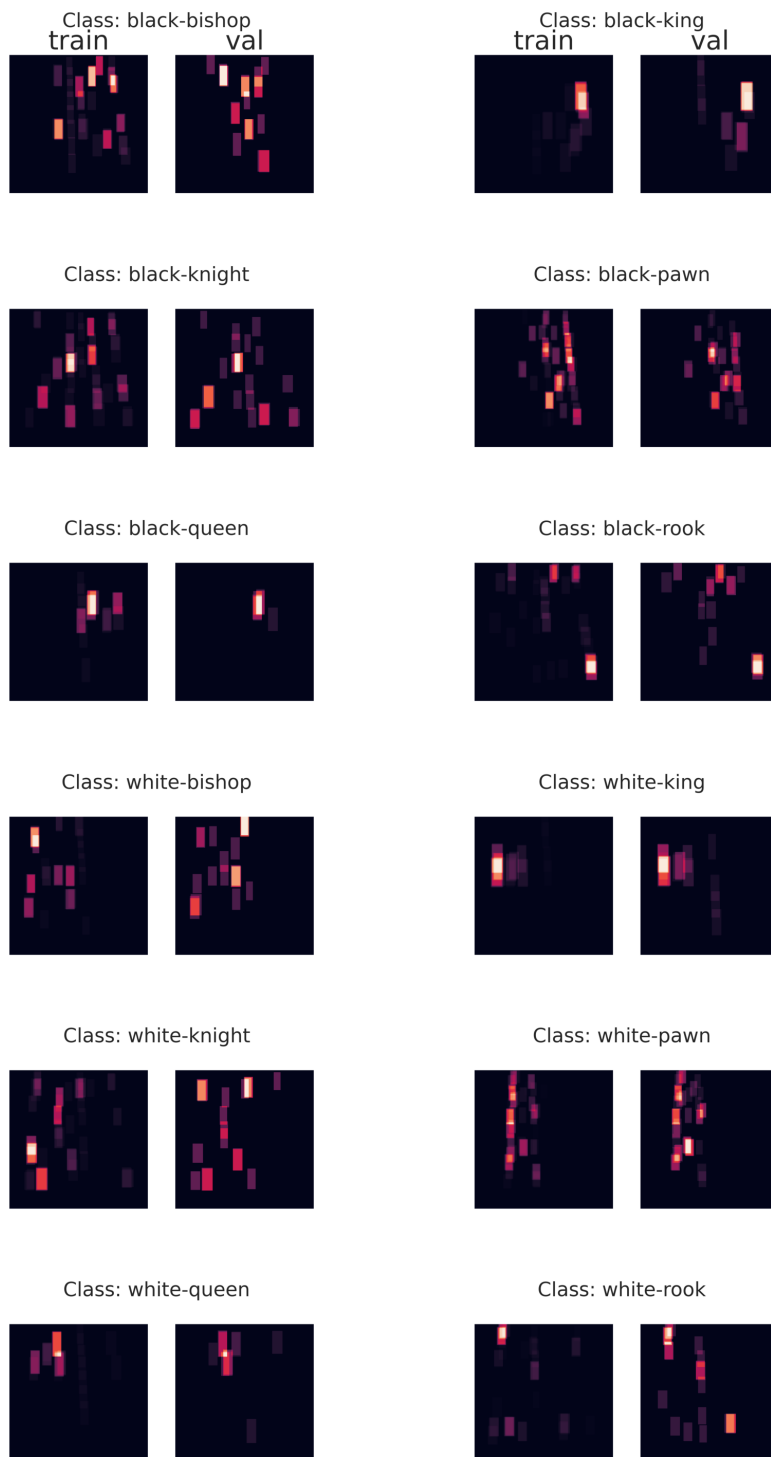 Class: black-bishop
train val
Class: black-king
train val
Class: black-knight
Class: black-pawn
Class: black-queen
Class: black-rook
Class: white-bishop
Class: white-king
Class: white-knight
Class: white-pawn
Class: white-queen
Class: white-rook